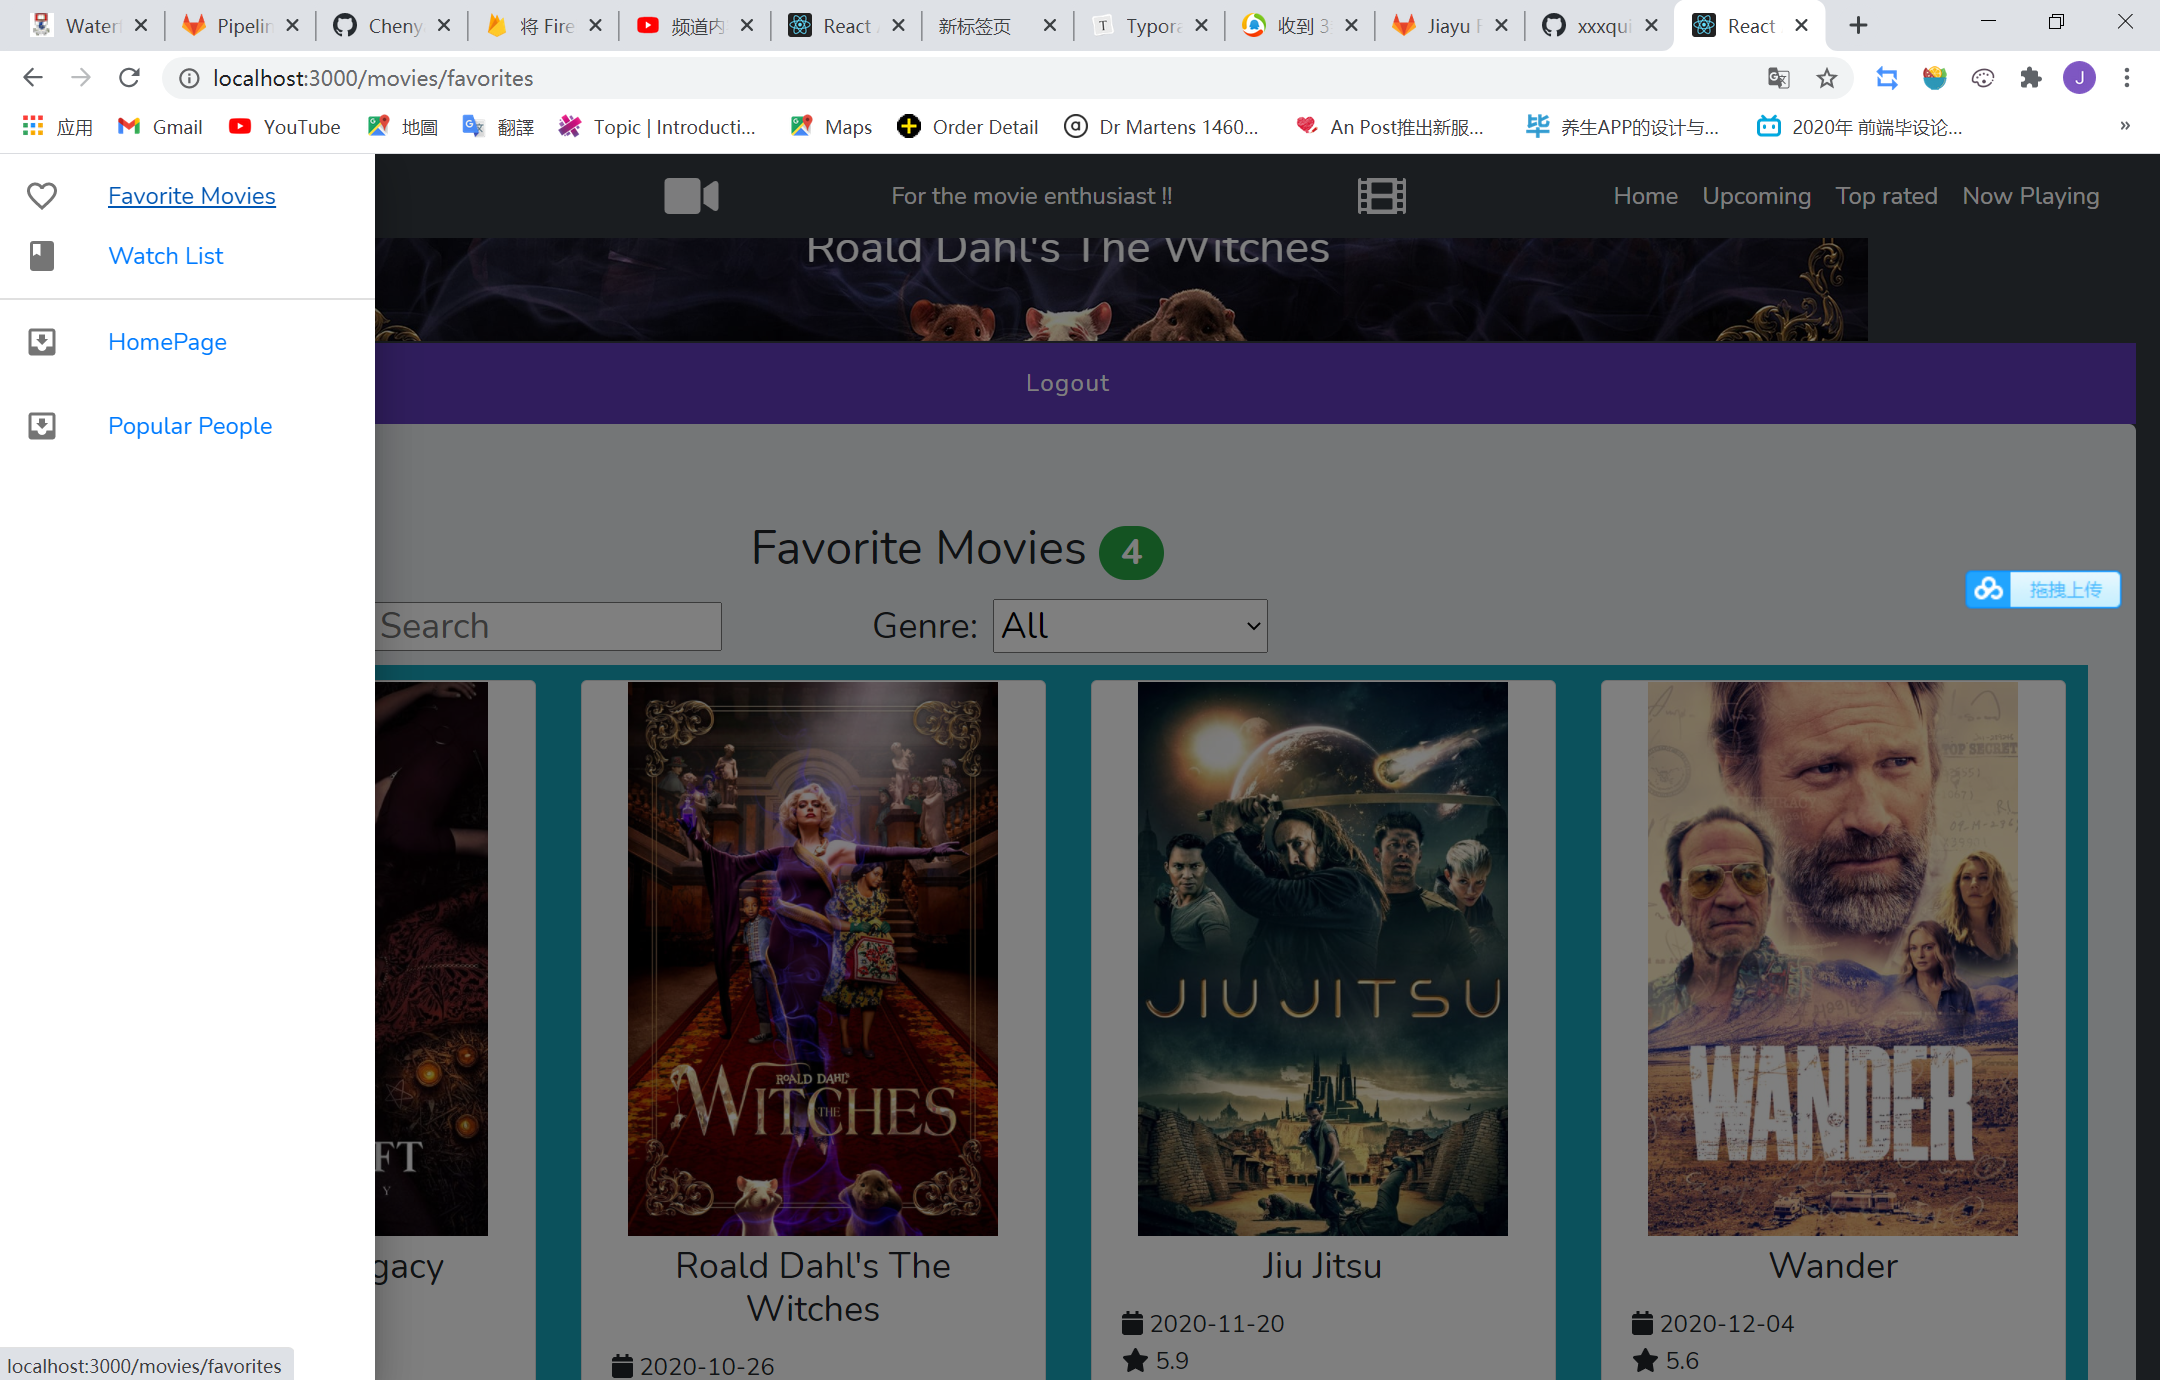 Water
Pipelin
Cheny
将 Fire
频道内
React
新标签页
Typora
收到 3
Jiayu F
xxxqui
React
localhost:3000/movies/favorites
J
应用
Gmail
YouTube
地圖
翻譯
Topic | Introducti...
Maps
Order Detail
Dr Martens 1460...
An Post推出新服...
养生APP的设计与...
2020年 前端毕设论...
»
Favorite Movies
Watch List
HomePage
Popular People
For the movie enthusiast !!
Home
Upcoming
Top rated
Now Playing
Roald Dahl's The Witches
Logout
Favorite Movies 4
Search
Genre:
All
拖拽上传
FT
Y
gacy
ROALD DAHL'S
THE
WITCHES
Roald Dahl's The
Witches
2020-10-26
JIU JITSU
Jiu Jitsu
2020-11-20
5.9
TOP SECRET
WANDER
Wander
2020-12-04
5.6
localhost:3000/movies/favorites